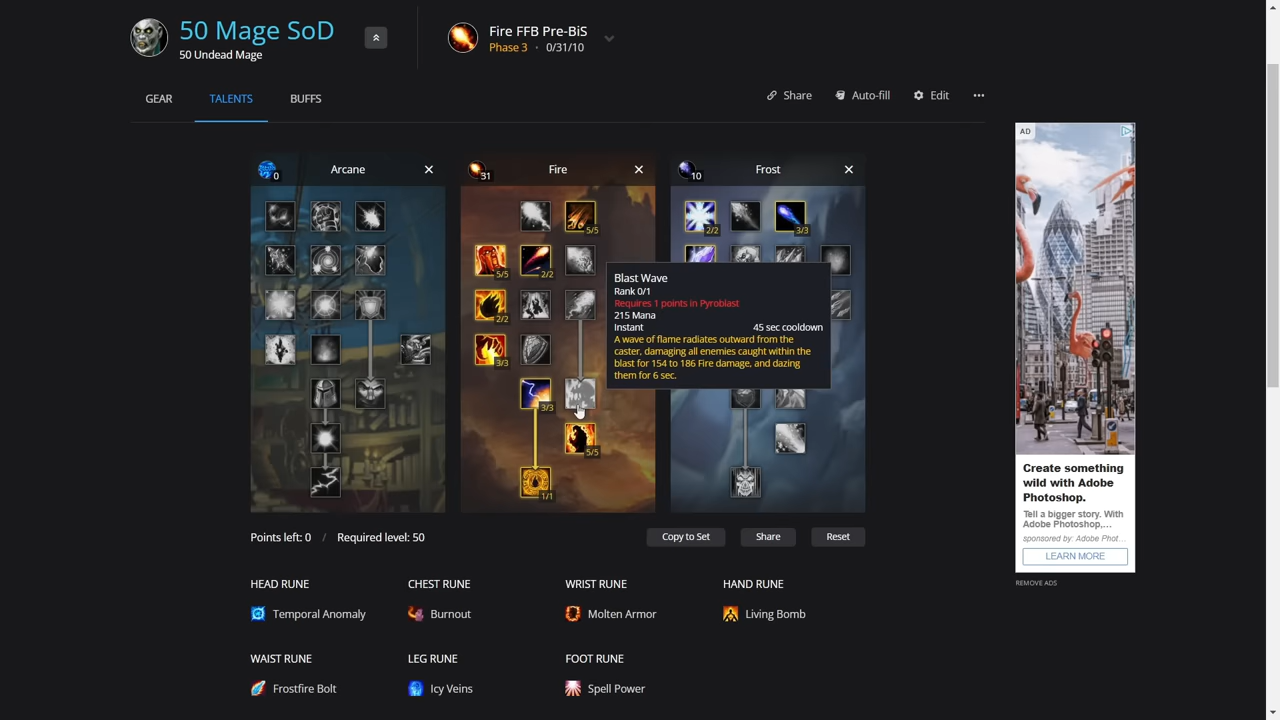 50 Mage SoD
50 Undead Mage
Fire FFB Pre-BiS
Phase 3 • 0/31/10
GEAR
TALENTS
BUFFS
Share
Auto-fill
Edit
0
Arcane
31
Fire
10
Frost
5/5
2/2
3/3
5/5
2/2
2/2
3/3
3/3
5/5
1/1
Blast Wave
Rank 0/1
Requires 1 points in Pyroblast
215 Mana
Instant
45 sec cooldown
A wave of flame radiates outward from the
caster, damaging all enemies caught within the
blast for 154 to 186 Fire damage, and dazing
them for 6 sec.
Points left: 0 / Required level: 50
Copy to Set
Share
Reset
HEAD RUNE
CHEST RUNE
WRIST RUNE
HAND RUNE
Temporal Anomaly
Burnout
Molten Armor
Living Bomb
WAIST RUNE
LEG RUNE
FOOT RUNE
Frostfire Bolt
Icy Veins
Spell Power
AD
Create something
wild with Adobe
Photoshop.
Tell a bigger story. With
Adobe Photoshop,...
sponsored by: Adobe Phot...
LEARN MORE
REMOVE ADS